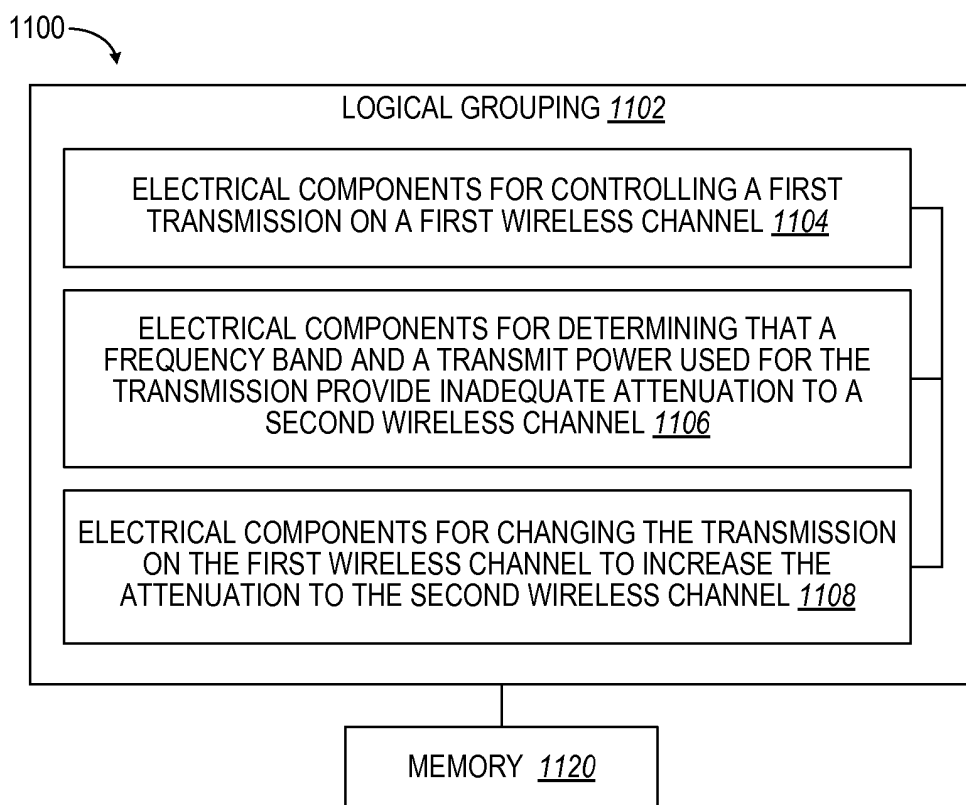 1100
LOGICAL GROUPING 1102
ELECTRICAL COMPONENTS FOR CONTROLLING A FIRST
TRANSMISSION ON A FIRST WIRELESS CHANNEL 1104
ELECTRICAL COMPONENTS FOR DETERMINING THAT A
FREQUENCY BAND AND A TRANSMIT POWER USED FOR THE
TRANSMISSION PROVIDE INADEQUATE ATTENUATION TO A
SECOND WIRELESS CHANNEL 1106
ELECTRICAL COMPONENTS FOR CHANGING THE TRANSMISSION
ON THE FIRST WIRELESS CHANNEL TO INCREASE THE
ATTENUATION TO THE SECOND WIRELESS CHANNEL 1108
MEMORY 1120